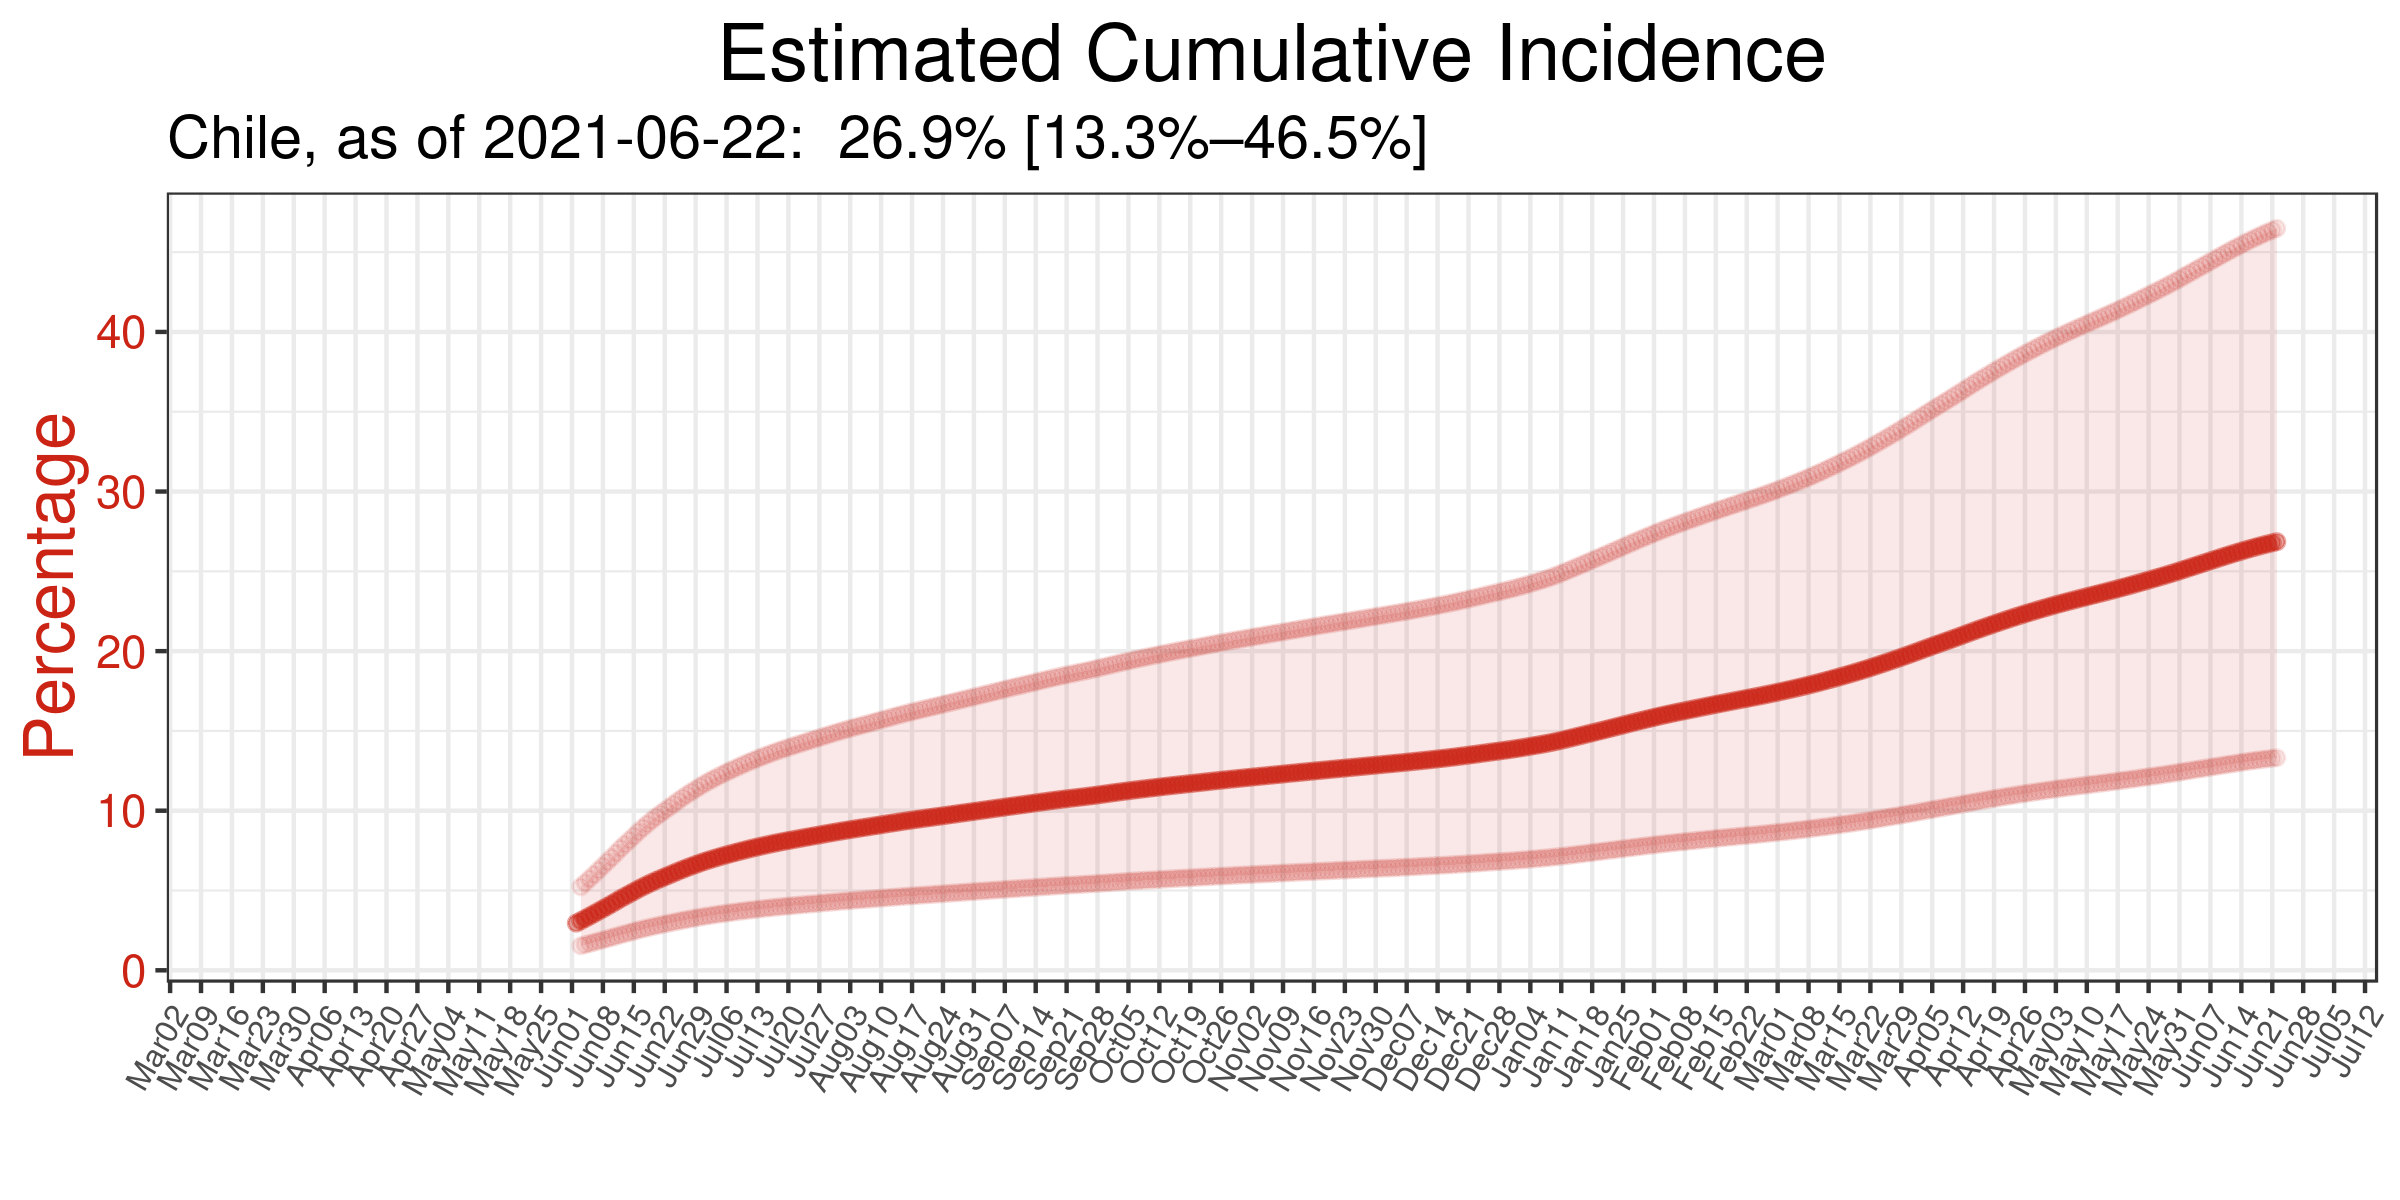 Estimated Cumulative Incidence
Chile, as of 2021-06-22:  26.9% [13.3%–46.5%]
Percentage
40
30
20
10
0
Mar02
Mar09
Mar16
Mar23
Mar30
Apr06
Apr13
Apr20
Apr27
May04
May11
May18
May25
Jun01
Jun08
Jun15
Jun22
Jun29
Jul06
Jul13
Jul20
Jul27
Aug03
Aug10
Aug17
Aug24
Aug31
Sep07
Sep14
Sep21
Sep28
Oct05
Oct12
Oct19
Oct26
Nov02
Nov09
Nov16
Nov23
Nov30
Dec07
Dec14
Dec21
Dec28
Jan04
Jan11
Jan18
Jan25
Feb01
Feb08
Feb15
Feb22
Mar01
Mar08
Mar15
Mar22
Mar29
Apr05
Apr12
Apr19
Apr26
May03
May10
May17
May24
May31
Jun07
Jun14
Jun21
Jun28
Jul05
Jul12